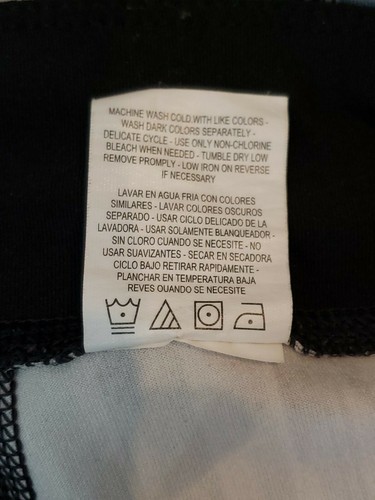 MACHINE WASH COLD.WITH LIKE COLORS -
WASH DARK COLORS SEPARATELY -
DELICATE CYCLE - USE ONLY NON-CHLORINE
BLEACH WHEN NEEDED - TUMBLE DRY LOW
REMOVE PROMPLY - LOW IRON ON REVERSE
IF NECESSARY
LAVAR EN AGUA FRIA CON COLORES
SIMILARES - LAVAR COLORES OSCUROS
SEPARADO - USAR CICLO DELICADO DE LA
LAVADORA - USAR SOLAMENTE BLANQUEADOR -
SIN CLORO CUANDO SE NECESITE - NO
USAR SUAVIZANTES - SECAR EN SECADORA
CICLO BAJO RETIRAR RAPIDAMENTE -
PLANCHAR EN TEMPERATURA BAJA
REVES OUANDO SE NECESITE